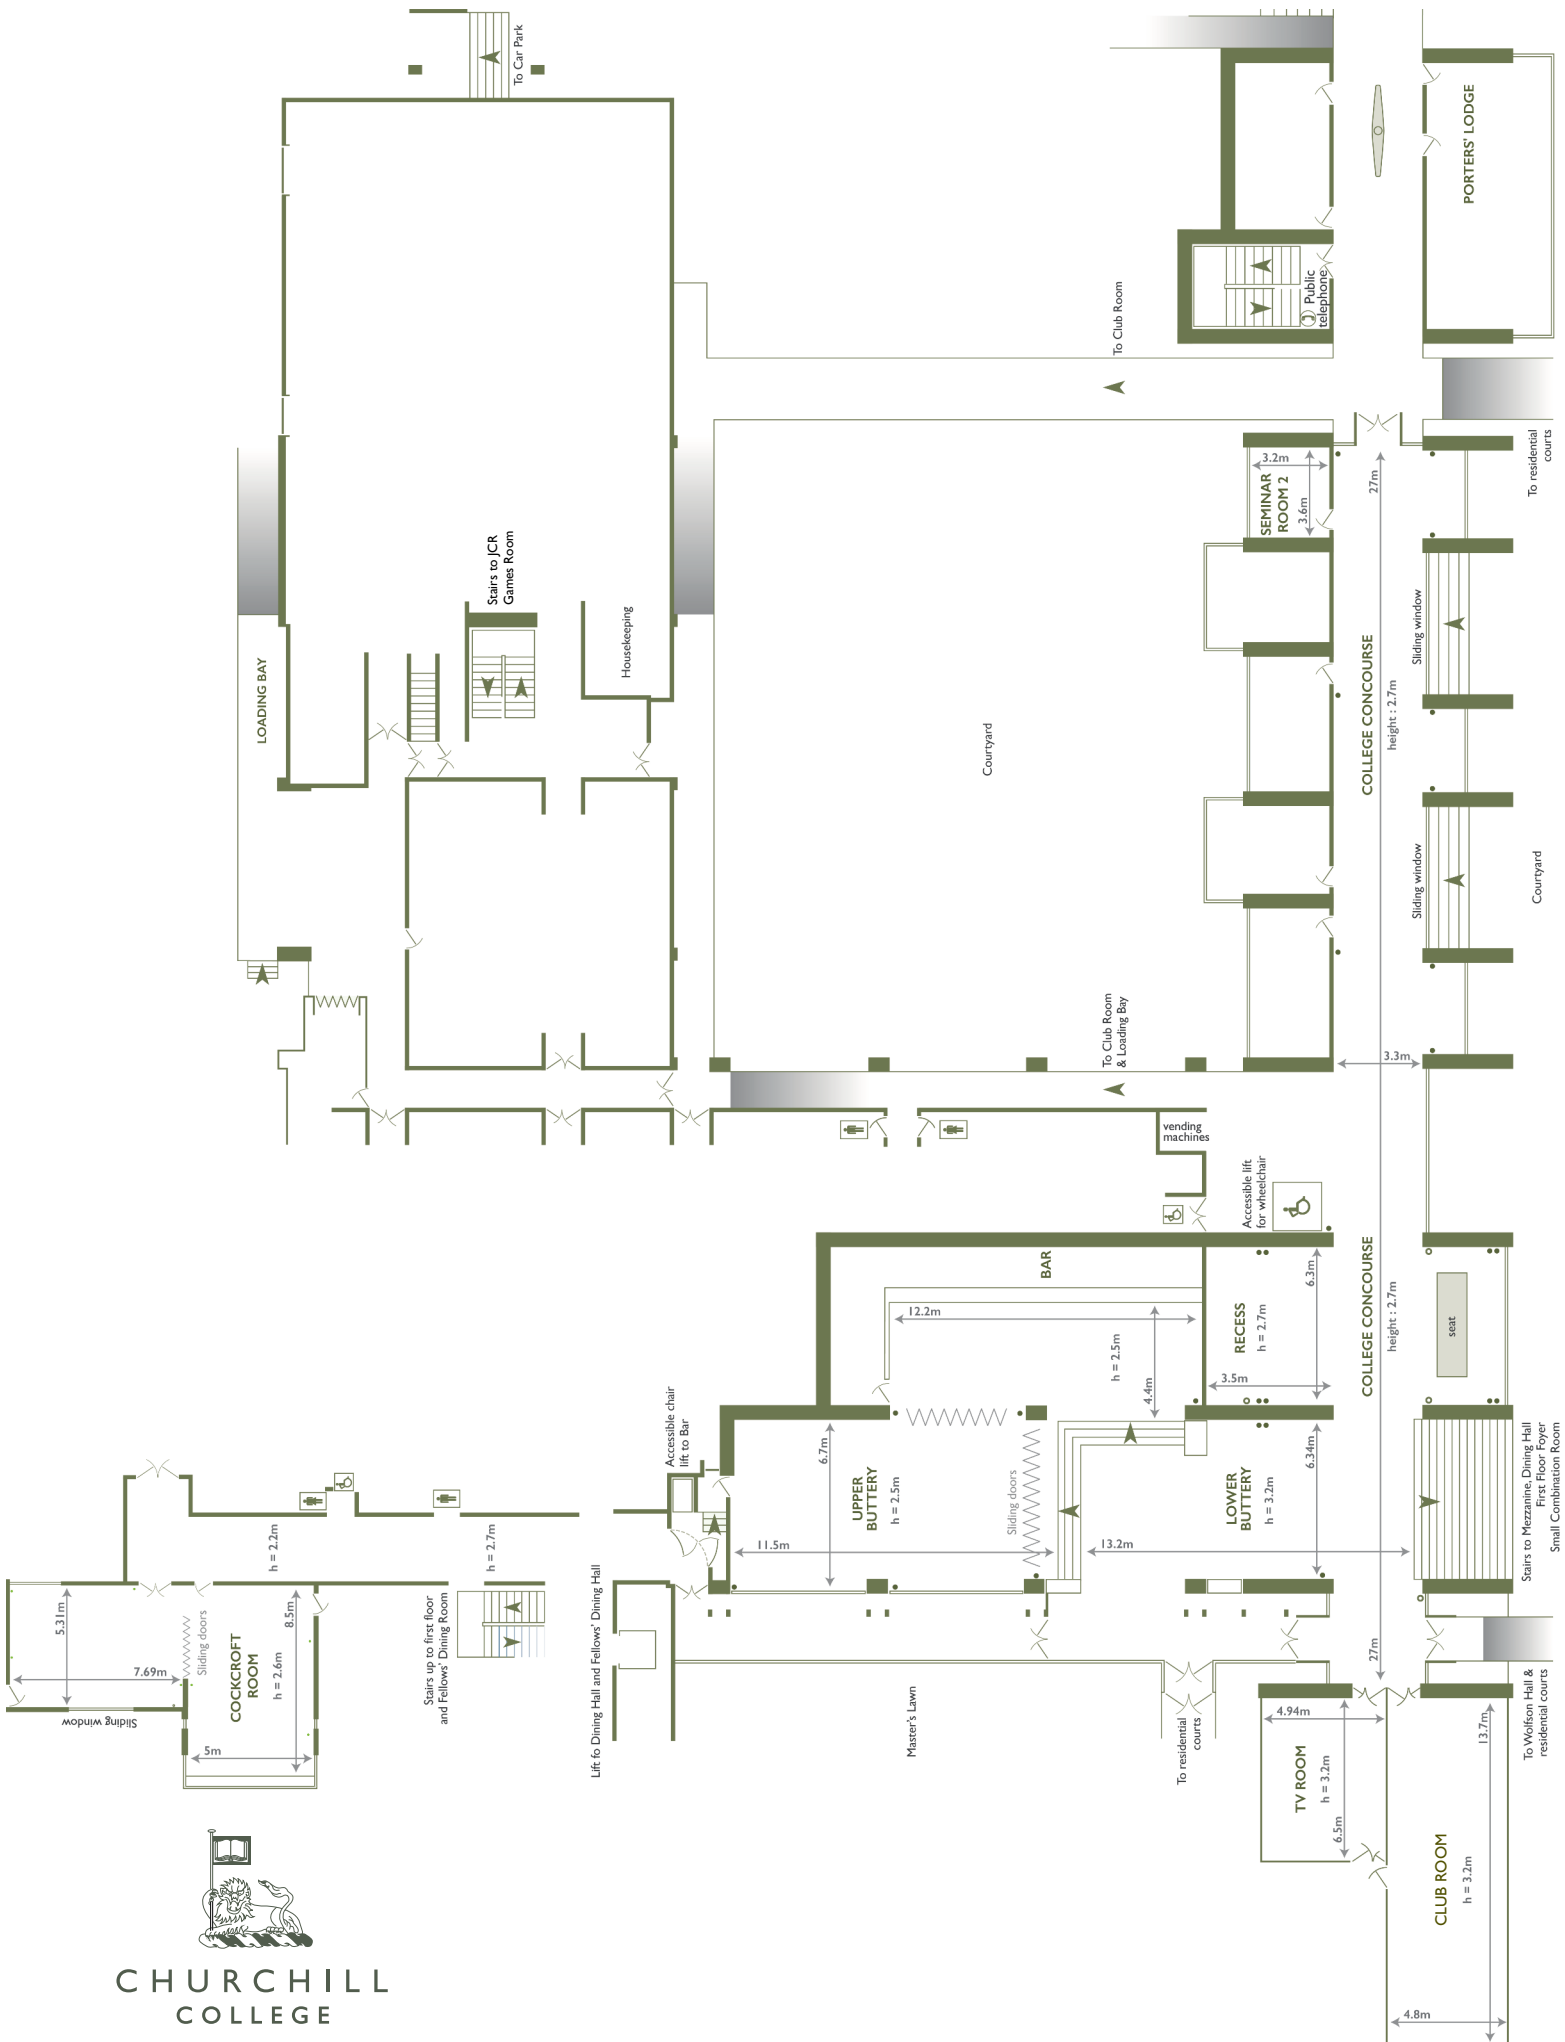 To Car Park
PORTERS' LODGE
Public
telephone
To Club Room
To residential
courts
27m
3.2m
SEMINAR
ROOM 2
3.6m
Stairs to JCR
Games Room
Housekeeping
LOADING BAY
Sliding window
COLLEGE CONCOURSE
height : 2.7m
Courtyard
Sliding window
Courtyard
To Club Room
& Loading Bay
3.3m
vending
machines
Accessible lift
for wheelchair
BAR
12.2m
h = 2.5m
4.4m
RECESS
h = 2.7m
6.3m
3.5m
COLLEGE CONCOURSE
height : 2.7m
seat
Accessible chair
lift to Bar
6.7m
UPPER
BUTTERY
h = 2.5m
Sliding doors
11.5m
LOWER
BUTTERY
h = 3.2m
6.34m
13.2m
Stairs to Mezzanine, Dining Hall
First Floor Foyer
Small Combination Room
h = 2.2m
h = 2.7m
5.31m
7.69m
Sliding doors
Sliding window
COCKCROFT
ROOM
h = 2.6m
8.5m
5m
Stairs up to first floor
and Fellows' Dining Room
Lift fo Dining Hall and Fellows' Dining Hall
Master's Lawn
To residential
courts
27m
To Wolfson Hall &
residential courts
4.94m
TV ROOM
h = 3.2m
6.5m
13.7m
CLUB ROOM
h = 3.2m
4.8m
CHURCHILL
COLLEGE